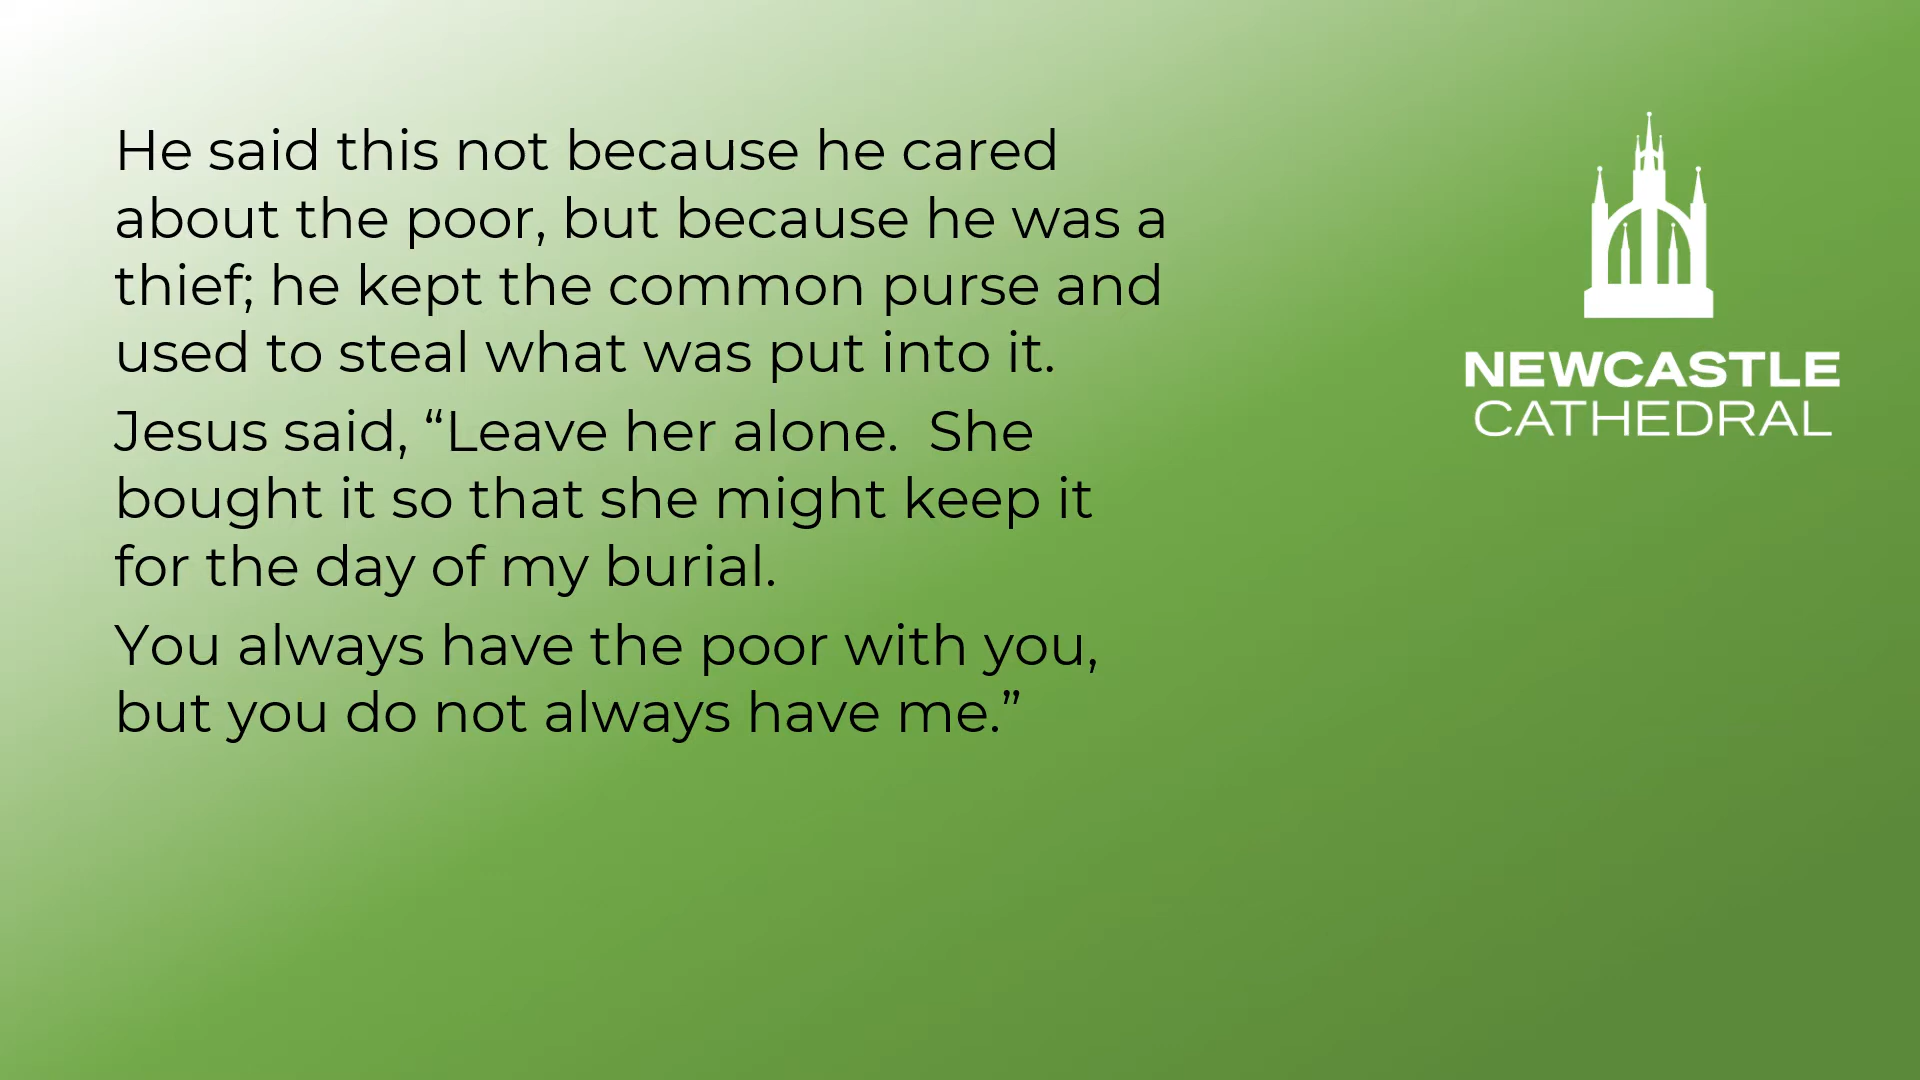 He said this not because he cared
about the poor, but because he was a
thief; he kept the common purse and
used to steal what was put into it.
Jesus said, “Leave her alone.  She
bought it so that she might keep it
for the day of my burial.
You always have the poor with you,
but you do not always have me.”
NEWCASTLE
CATHEDRAL